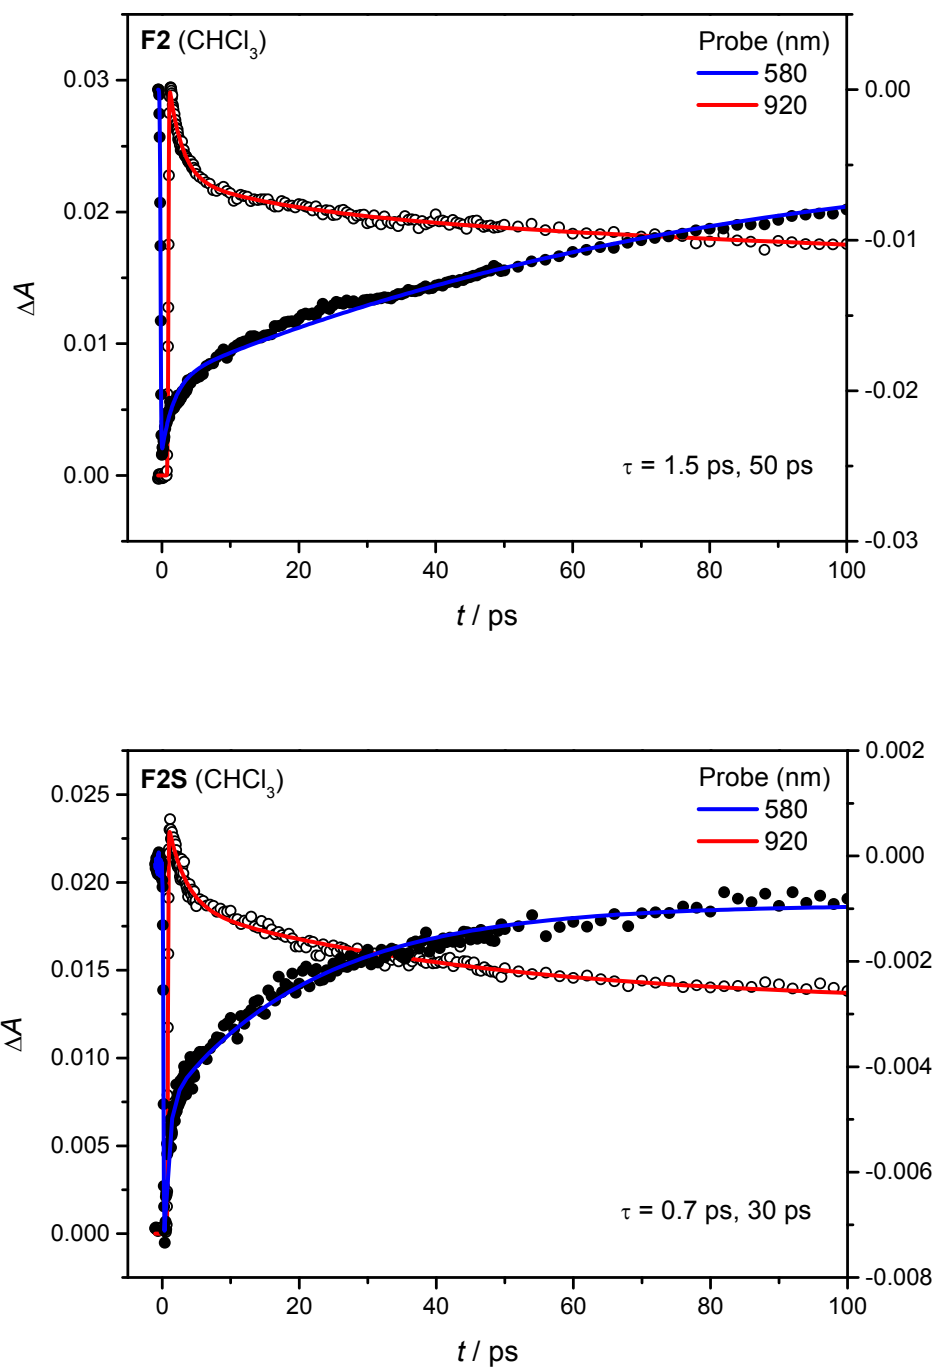 F2 (CHCl3)
Probe (nm)
580
920
0.03
0.02
0.01
0.00
ΔA
0.00
-0.01
-0.02
-0.03
τ = 1.5 ps, 50 ps
0 20 40 60 80 100
t / ps
F2S (CHCl3)
Probe (nm)
580
920
0.025
0.020
0.015
0.010
0.005
0.000
ΔA
0.002
0.000
-0.002
-0.004
-0.006
-0.008
τ = 0.7 ps, 30 ps
0 20 40 60 80 100
t / ps